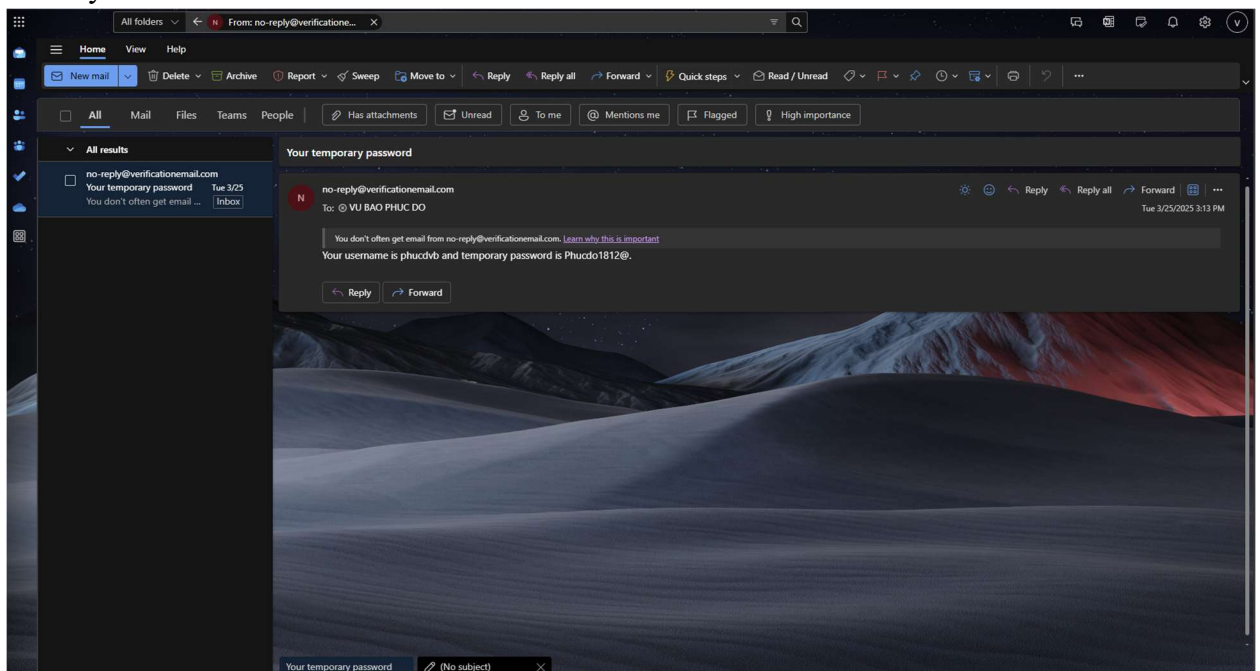 All folders From: no-reply@verificatione...
V
Home View Help
New mail Delete Archive Report Sweep Move to Reply Reply all Forward Quick steps Read / Unread
All Mail Files Teams People Has attachments Unread To me Mentions me Flagged High importance
All results
no-reply@verificationemail.com
Your temporary password Tue 3/25
You don't often get email ... Inbox
Your temporary password
N
no-reply@verificationemail.com
Reply Reply all Forward
To: VU BAO PHUC DO
Tue 3/25/2025 3:13 PM
You don't often get email from no-reply@verificationemail.com. Learn why this is important
Your username is phucdvb and temporary password is Phucdo1812@.
Reply Forward
Your temporary password (No subject)